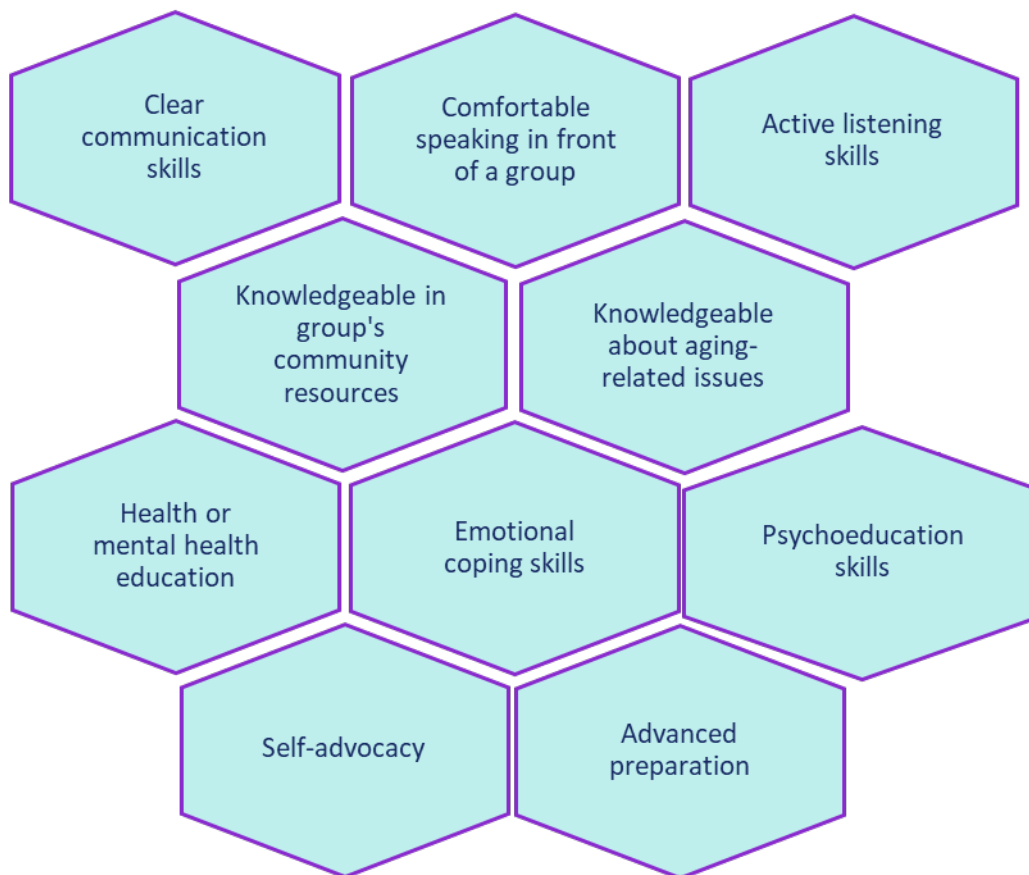 Clear
communication
skills
Comfortable
speaking in front
of a group
Active listening
skills
Knowledgeable in
group's
community
resources
Knowledgeable
about aging-
related issues
Health or
mental health
education
Emotional
coping skills
Psychoeducation
skills
Self-advocacy
Advanced
preparation